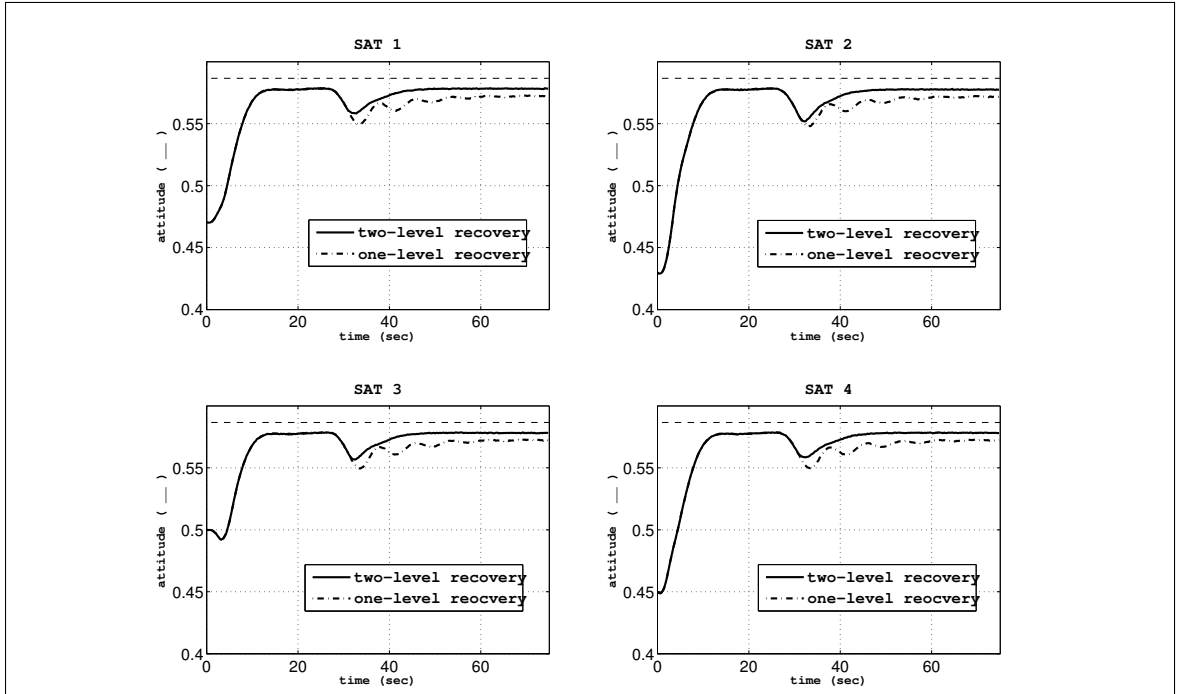 SAT 1
attitude ( __ )
0.55
0.5
0.45
0.4
two-level recovery
one-level reocvery
0 20 40 60
time (sec)
SAT 2
attitude ( __ )
0.55
0.5
0.45
0.4
two-level recovery
one-level reocvery
0 20 40 60
time (sec)
SAT 3
attitude ( __ )
0.55
0.5
0.45
0.4
two-level recovery
one-level reocvery
0 20 40 60
time (sec)
SAT 4
attitude ( __ )
0.55
0.5
0.45
0.4
two-level recovery
one-level reocvery
0 20 40 60
time (sec)